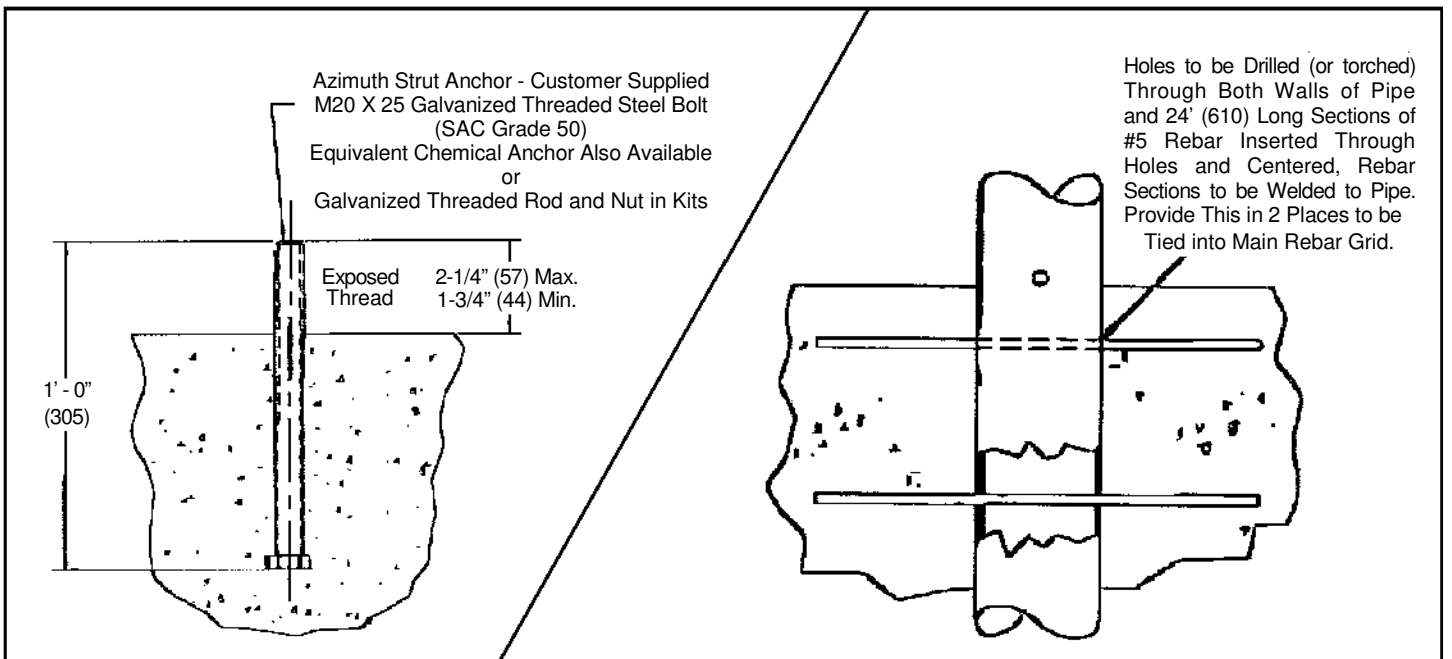 Azimuth Strut Anchor - Customer Supplied
M20 X 25 Galvanized Threaded Steel Bolt
(SAC Grade 50)
Equivalent Chemical Anchor Also Available
or
Galvanized Threaded Rod and Nut in Kits
Exposed 2-1/4” (57) Max.
Thread 1-3/4” (44) Min.
1' - 0”
(305)
Holes to be Drilled (or torched)
Through Both Walls of Pipe
and 24' (610) Long Sections of
#5 Rebar Inserted Through
Holes and Centered, Rebar
Sections to be Welded to Pipe.
Provide This in 2 Places to be
Tied into Main Rebar Grid.